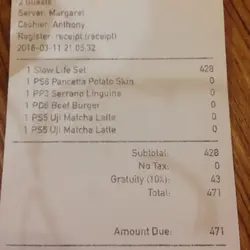 2 Guests
Server: Margaret
Cashier: Anthony
Register: receipt (receipt)
2018-03-11 21:05:32
1 Slow Life Set 428
1 PS6 Pancetta Potato Skin 0
1 PP3 Serrano Linguine 0
1 PD6 Beef Burger 0
1 PS5 Uji Matcha Latte 0
1 PS5 Uji Matcha Latte 0
Subtotal: 428
No Tax: 0
Gratuity (10%): 43
Total: 471
Amount Due: 471